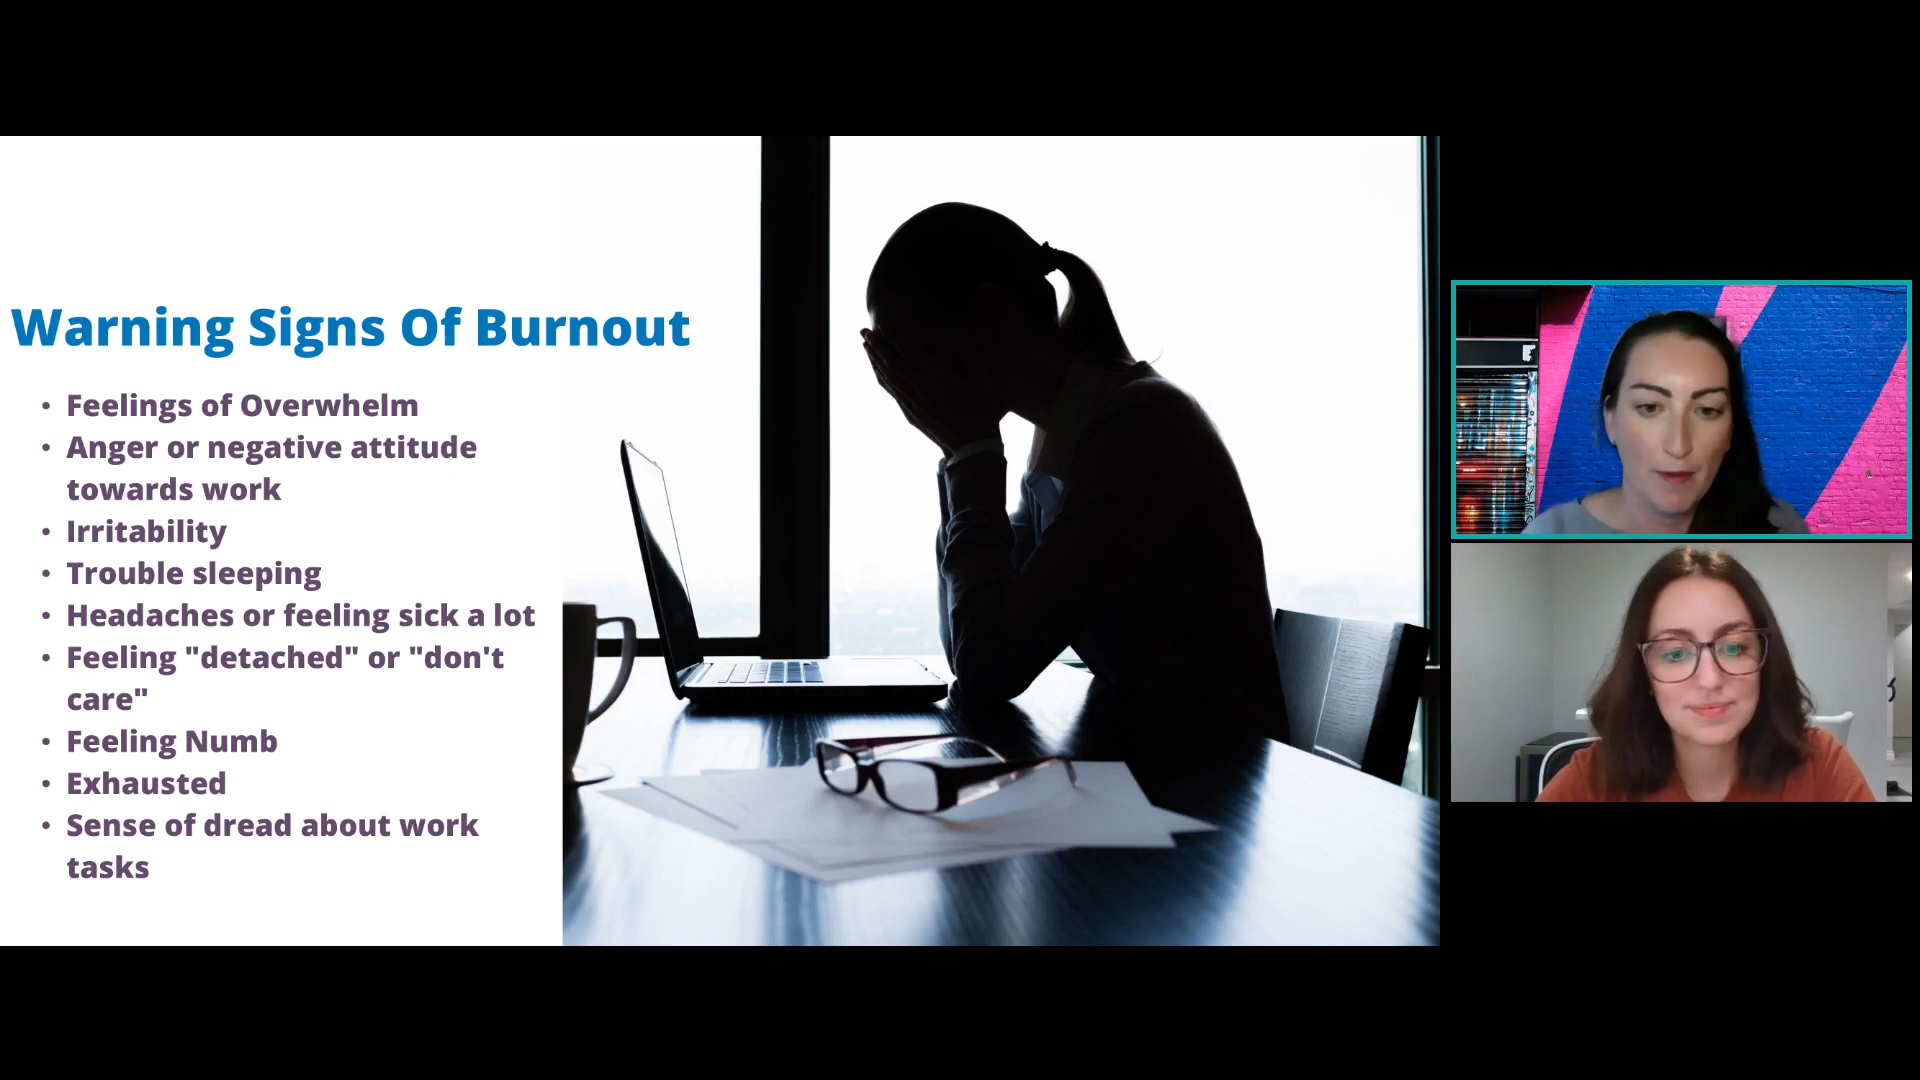 Warning Signs Of Burnout
• Feelings of Overwhelm
• Anger or negative attitude
towards work
• Irritability
• Trouble sleeping
• Headaches or feeling sick a lot
• Feeling "detached" or "don't
care"
• Feeling Numb
• Exhausted
• Sense of dread about work
tasks